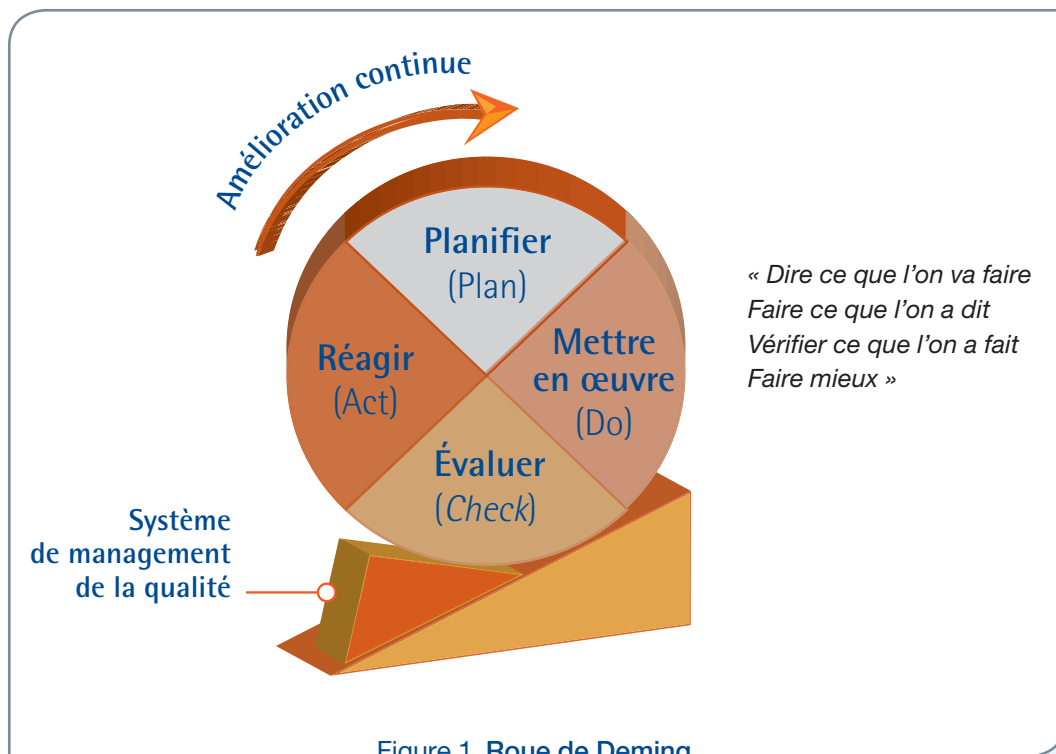 Amélioration continue
Planifier
(Plan)
Réagir
(Act)
Mettre
en œuvre
(Do)
Évaluer
(Check)
Système
de management
de la qualité
« Dire ce que l’on va faire
Faire ce que l’on a dit
Vérifier ce que l’on a fait
Faire mieux »
Figure 1. Roue de Deming